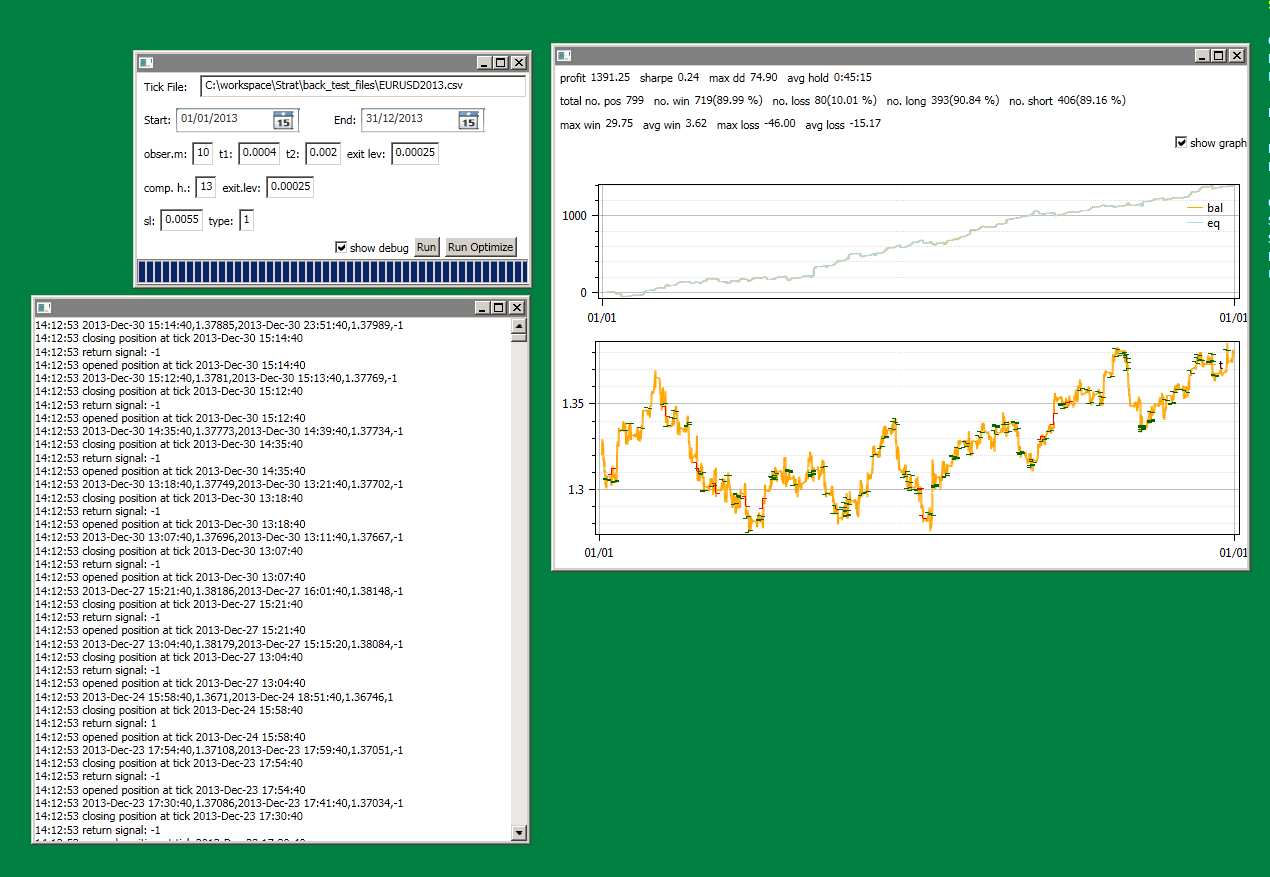 Tick File: C:\workspace\Strat\back_test_files\EURUSD2013.csv
Start: 01/01/2013 15 End: 31/12/2013 15
obser.m: 10 t1: 0.0004 t2: 0.002 exit lev: 0.00025
comp. h.: 13 exit.lev: 0.00025
sl: 0.0055 type: 1
show debug Run Run Optimize
14:12:53 2013-Dec-30 15:14:40,1.37885,2013-Dec-30 23:51:40,1.37989,-1
14:12:53 closing position at tick 2013-Dec-30 15:14:40
14:12:53 return signal: -1
14:12:53 opened position at tick 2013-Dec-30 15:14:40
14:12:53 2013-Dec-30 15:12:40,1.3781,2013-Dec-30 15:13:40,1.37769,-1
14:12:53 closing position at tick 2013-Dec-30 15:12:40
14:12:53 return signal: -1
14:12:53 opened position at tick 2013-Dec-30 15:12:40
14:12:53 2013-Dec-30 14:35:40,1.37773,2013-Dec-30 14:39:40,1.37734,-1
14:12:53 closing position at tick 2013-Dec-30 14:35:40
14:12:53 return signal: -1
14:12:53 opened position at tick 2013-Dec-30 14:35:40
14:12:53 2013-Dec-30 13:18:40,1.37749,2013-Dec-30 13:21:40,1.37702,-1
14:12:53 closing position at tick 2013-Dec-30 13:18:40
14:12:53 return signal: -1
14:12:53 opened position at tick 2013-Dec-30 13:18:40
14:12:53 2013-Dec-30 13:07:40,1.37696,2013-Dec-30 13:11:40,1.37667,-1
14:12:53 closing position at tick 2013-Dec-30 13:07:40
14:12:53 return signal: -1
14:12:53 opened position at tick 2013-Dec-30 13:07:40
14:12:53 2013-Dec-27 15:21:40,1.38186,2013-Dec-27 16:01:40,1.38148,-1
14:12:53 closing position at tick 2013-Dec-27 15:21:40
14:12:53 return signal: -1
14:12:53 opened position at tick 2013-Dec-27 15:21:40
14:12:53 2013-Dec-27 13:04:40,1.38179,2013-Dec-27 15:15:20,1.38084,-1
14:12:53 closing position at tick 2013-Dec-27 13:04:40
14:12:53 return signal: -1
14:12:53 opened position at tick 2013-Dec-27 13:04:40
14:12:53 2013-Dec-24 15:58:40,1.3671,2013-Dec-24 18:51:40,1.36746,1
14:12:53 closing position at tick 2013-Dec-24 15:58:40
14:12:53 return signal: 1
14:12:53 opened position at tick 2013-Dec-24 15:58:40
14:12:53 2013-Dec-23 17:54:40,1.37108,2013-Dec-23 17:59:40,1.37051,-1
14:12:53 closing position at tick 2013-Dec-23 17:54:40
14:12:53 return signal: -1
14:12:53 opened position at tick 2013-Dec-23 17:54:40
14:12:53 2013-Dec-23 17:30:40,1.37086,2013-Dec-23 17:41:40,1.37034,-1
14:12:53 closing position at tick 2013-Dec-23 17:30:40
14:12:53 return signal: -1
profit 1391.25 sharpe 0.24 max dd 74.90 avg hold 0:45:15
total no. pos 799 no. win 719(89.99 %) no. loss 80(10.01 %) no. long 393(90.84 %) no. short 406(89.16 %)
max win 29.75 avg win 3.62 max loss -46.00 avg loss -15.17
show graph
1000
bal
eq
0
01/01 01/01
t
1.35
1.3
01/01 01/01